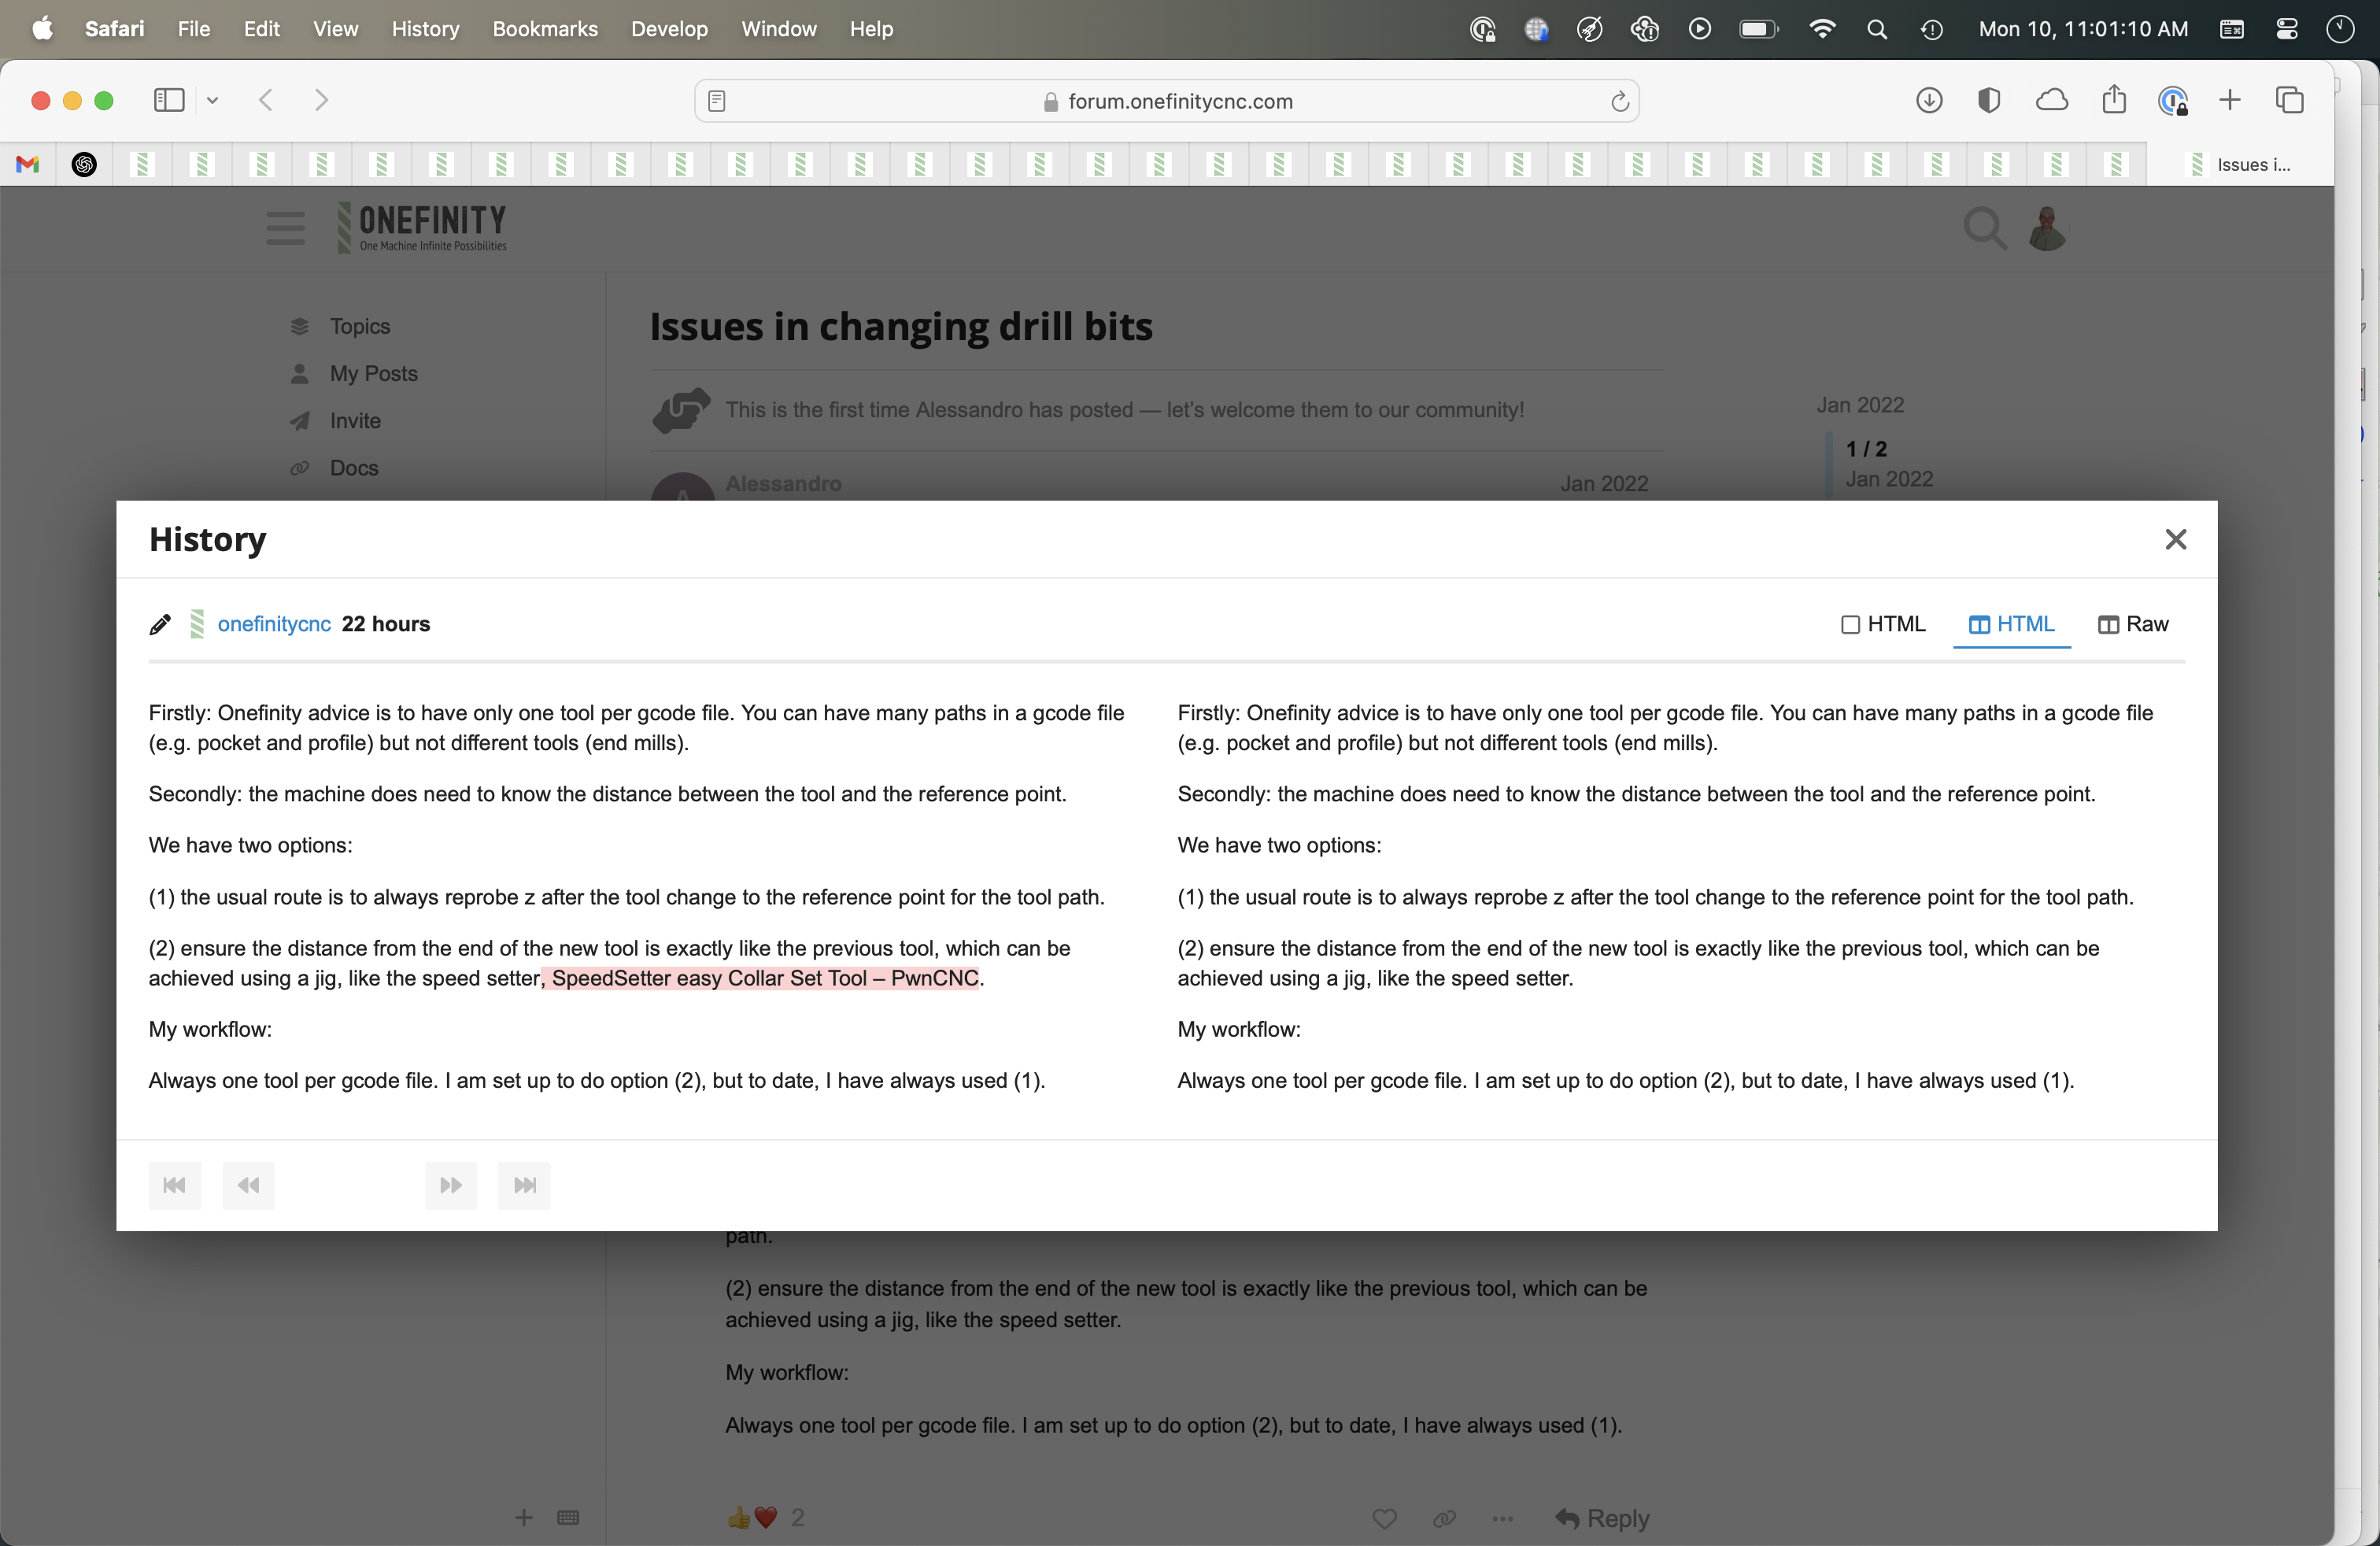 Safari File Edit View History Bookmarks Develop Window Help
Mon 10, 11:01:10 AM
forum.onefinitycnc.com
Issues i...
ONEFINITY
One Machine Infinite Possibilities
Topics
My Posts
Invite
Docs
Issues in changing drill bits
This is the first time Alessandro has posted — let's welcome them to our community!
A
Alessandro
Jan 2022
Jan 2022
1 / 2
Jan 2022
History
onefinitycnc 22 hours
HTML
HTML
Raw
Firstly: Onefinity advice is to have only one tool per gcode file. You can have many paths in a gcode file
(e.g. pocket and profile) but not different tools (end mills).
Secondly: the machine does need to know the distance between the tool and the reference point.
We have two options:
(1) the usual route is to always reprobe z after the tool change to the reference point for the tool path.
(2) ensure the distance from the end of the new tool is exactly like the previous tool, which can be
achieved using a jig, like the speed setter, SpeedSetter easy Collar Set Tool – PwnCNC.
My workflow:
Always one tool per gcode file. I am set up to do option (2), but to date, I have always used (1).
Firstly: Onefinity advice is to have only one tool per gcode file. You can have many paths in a gcode file
(e.g. pocket and profile) but not different tools (end mills).
Secondly: the machine does need to know the distance between the tool and the reference point.
We have two options:
(1) the usual route is to always reprobe z after the tool change to the reference point for the tool path.
(2) ensure the distance from the end of the new tool is exactly like the previous tool, which can be
achieved using a jig, like the speed setter.
My workflow:
Always one tool per gcode file. I am set up to do option (2), but to date, I have always used (1).
path.
(2) ensure the distance from the end of the new tool is exactly like the previous tool, which can be
achieved using a jig, like the speed setter.
My workflow:
Always one tool per gcode file. I am set up to do option (2), but to date, I have always used (1).
2
Reply